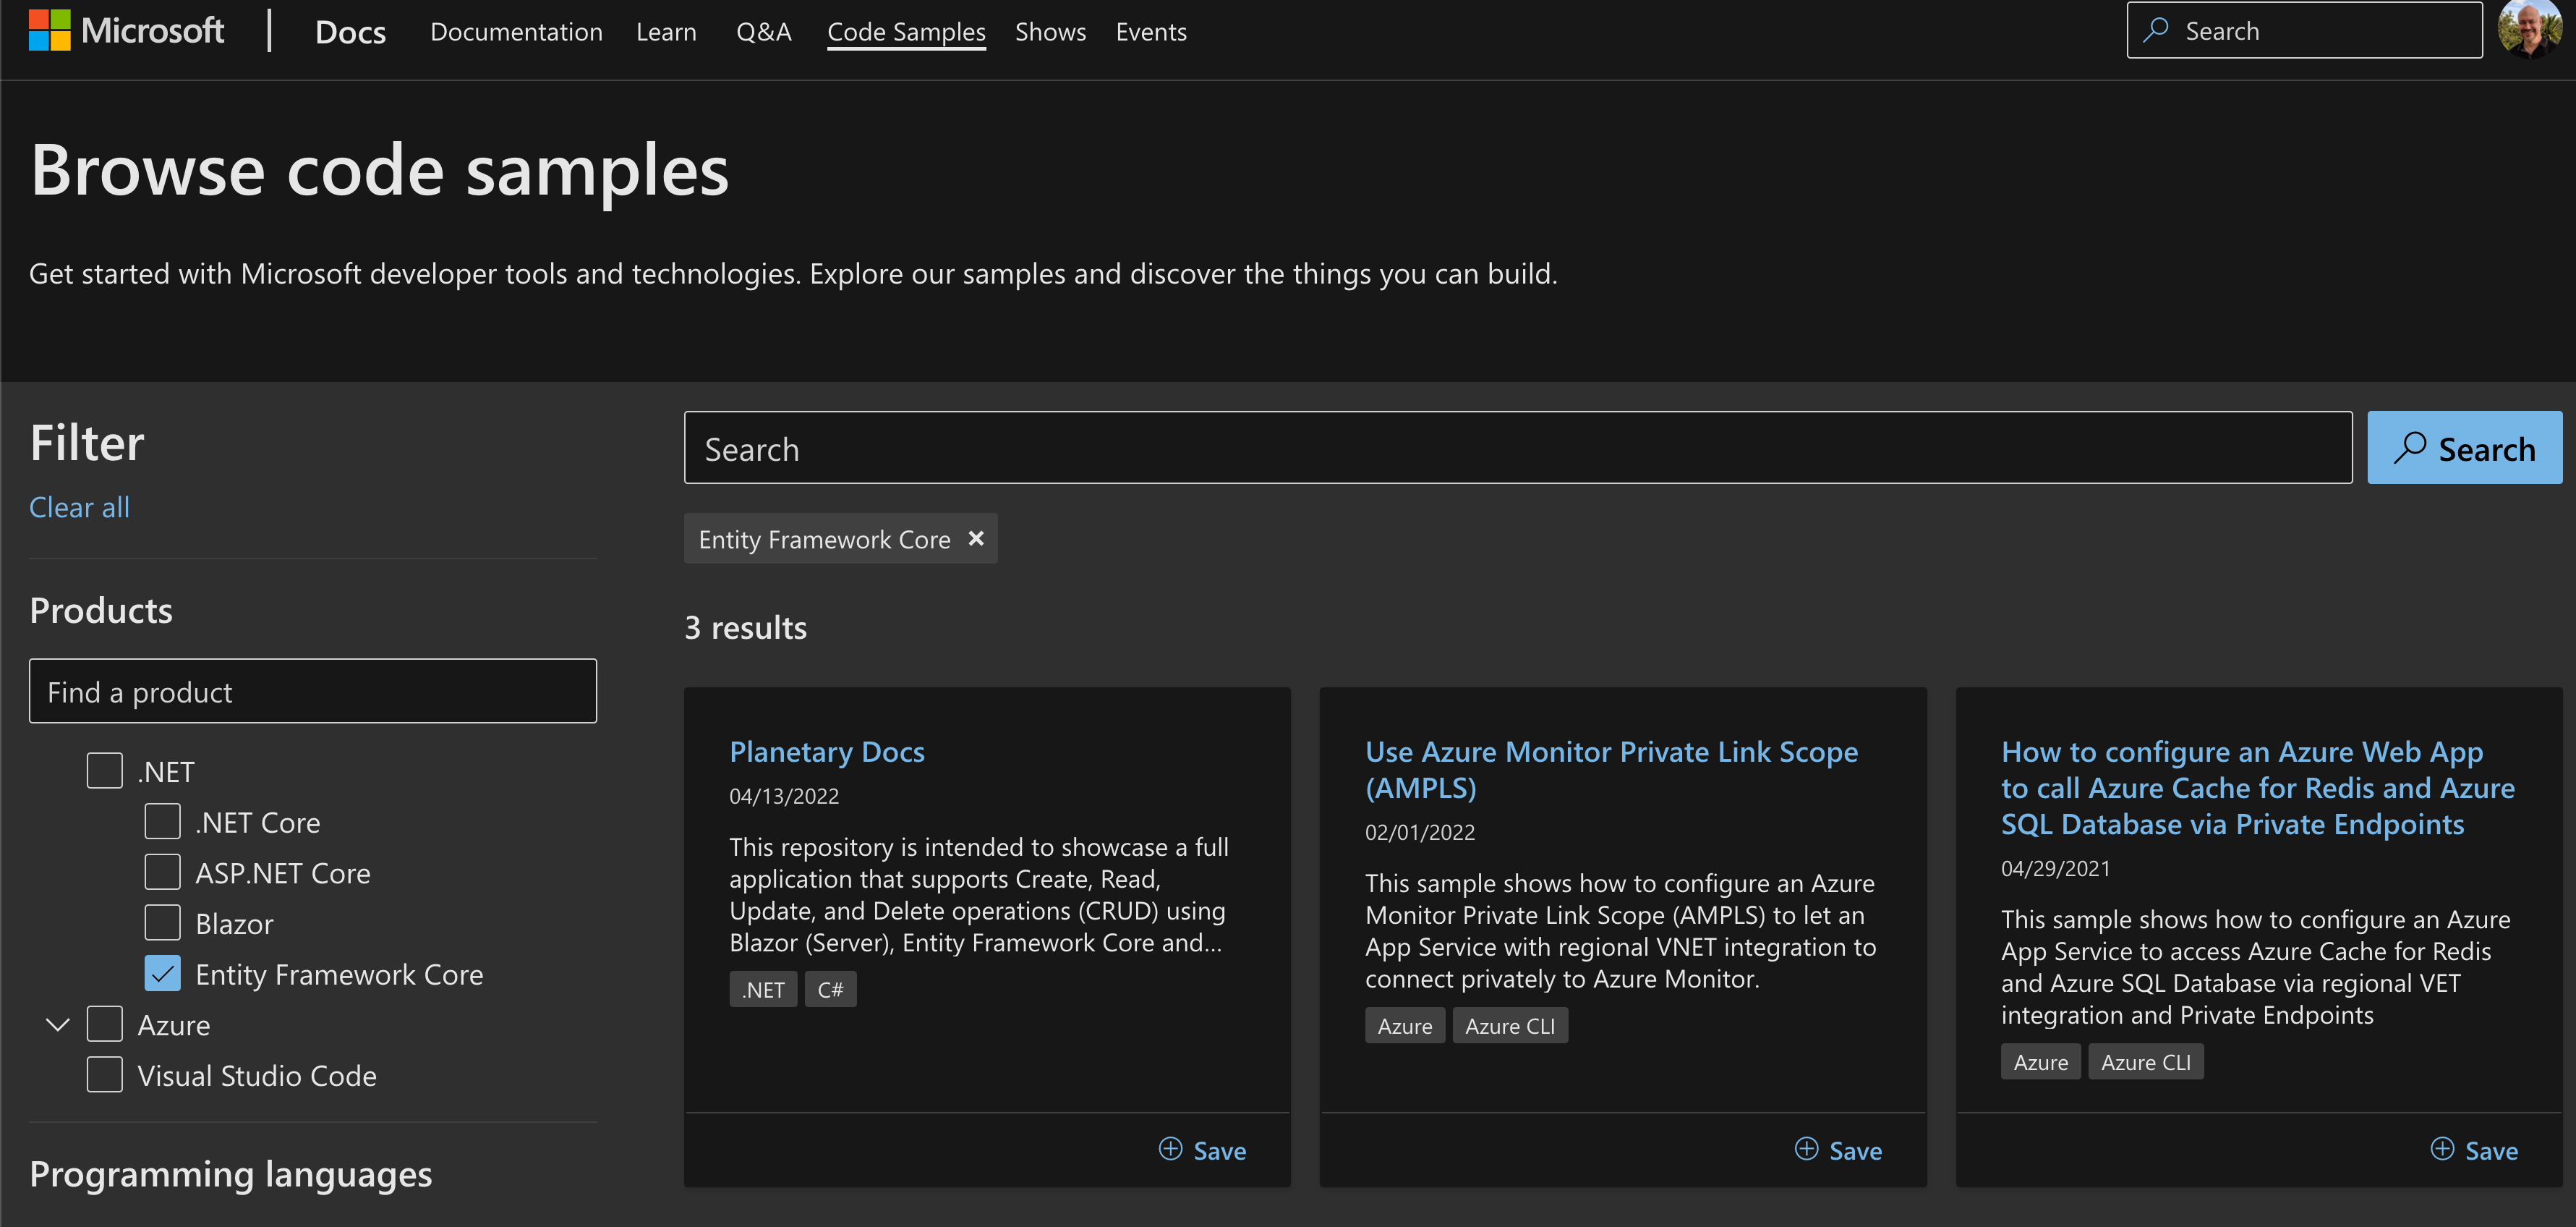 Microsoft
Docs
Documentation
Learn
Q&A
Code Samples
Shows
Events
Search
Browse code samples
Get started with Microsoft developer tools and technologies. Explore our samples and discover the things you can build.
Filter
Clear all
Products
Find a product
.NET
.NET Core
ASP.NET Core
Blazor
Entity Framework Core
Azure
Visual Studio Code
Programming languages
Search
Search
Entity Framework Core
3 results
Planetary Docs
04/13/2022
This repository is intended to showcase a full
application that supports Create, Read,
Update, and Delete operations (CRUD) using
Blazor (Server), Entity Framework Core and...
.NET
C#
Save
Use Azure Monitor Private Link Scope
(AMPLS)
02/01/2022
This sample shows how to configure an Azure
Monitor Private Link Scope (AMPLS) to let an
App Service with regional VNET integration to
connect privately to Azure Monitor.
Azure
Azure CLI
Save
How to configure an Azure Web App
to call Azure Cache for Redis and Azure
SQL Database via Private Endpoints
04/29/2021
This sample shows how to configure an Azure
App Service to access Azure Cache for Redis
and Azure SQL Database via regional VET
integration and Private Endpoints
Azure
Azure CLI
Save